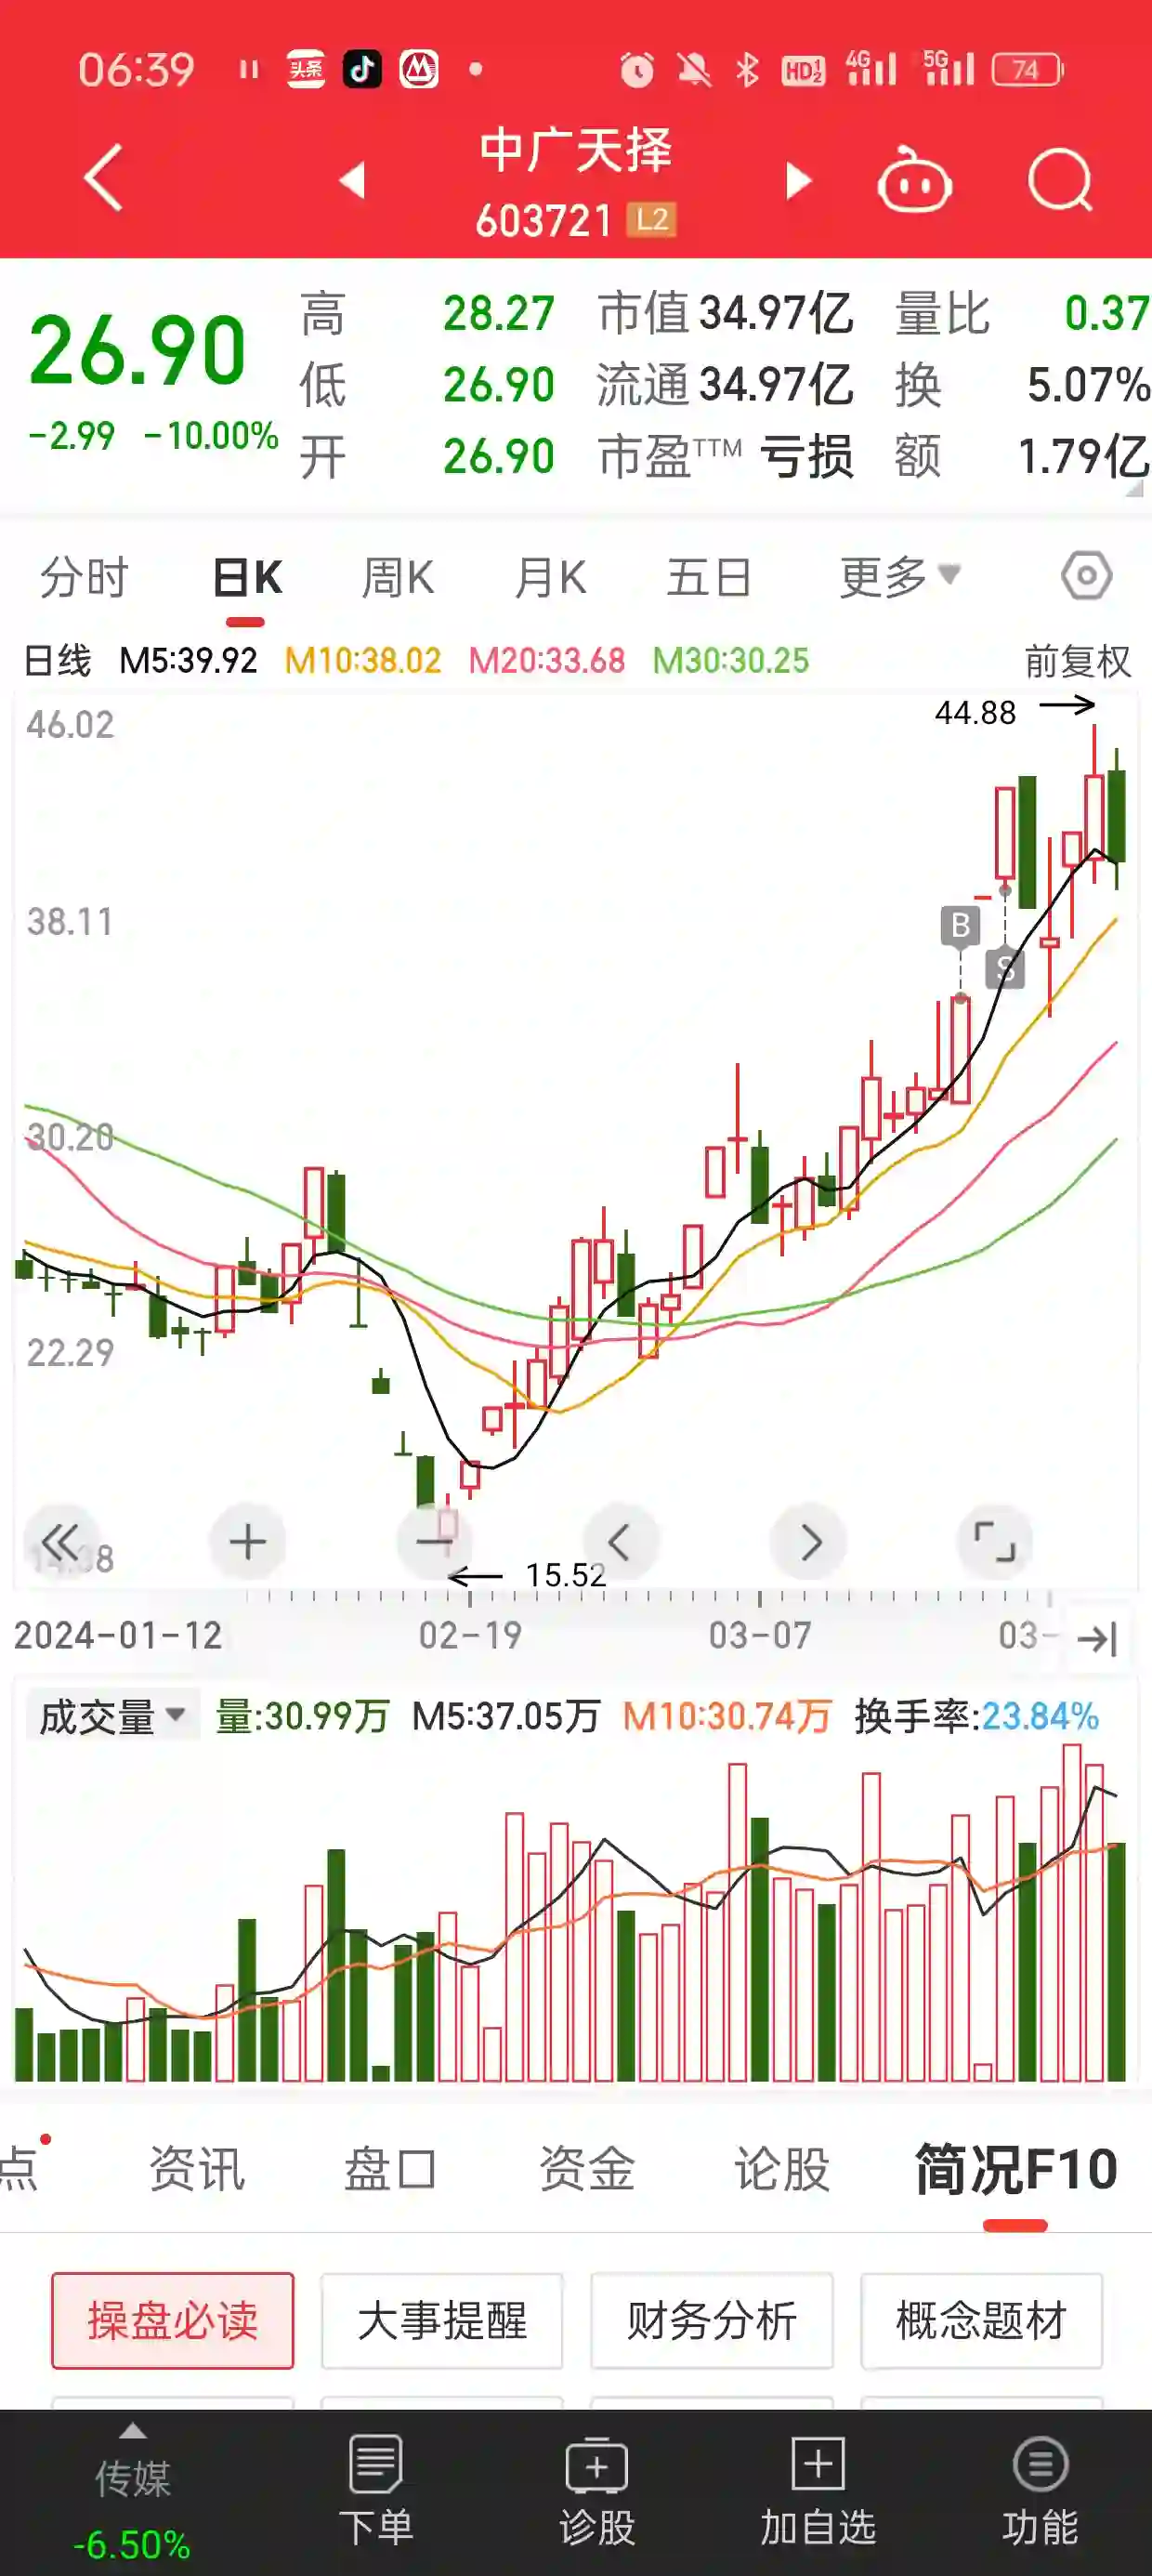 06:39 头条 HD 1 2 4G 5G 74
中广天择
603721 L2
26.90
-2.99 -10.00%
高 28.27 市值 34.97亿 量比 0.37
低 26.90 流通 34.97亿 换 5.07%
开 26.90 市盈TTM 亏损 额 1.79亿
分时 日K 周K 月K 五日 更多
日线 M5:39.92 M10:38.02 M20:33.68 M30:30.25 前复权
46.02
44.88
38.11
B
S
30.20
22.29
15.52
2024-01-12 02-19 03-07 03-
成交量 量:30.99万 M5:37.05万 M10:30.74万 换手率:23.84%
点 资讯 盘口 资金 论股 简况F10
操盘必读 大事提醒 财务分析 概念题材
传媒 下单 诊股 加自选 功能
-6.50%